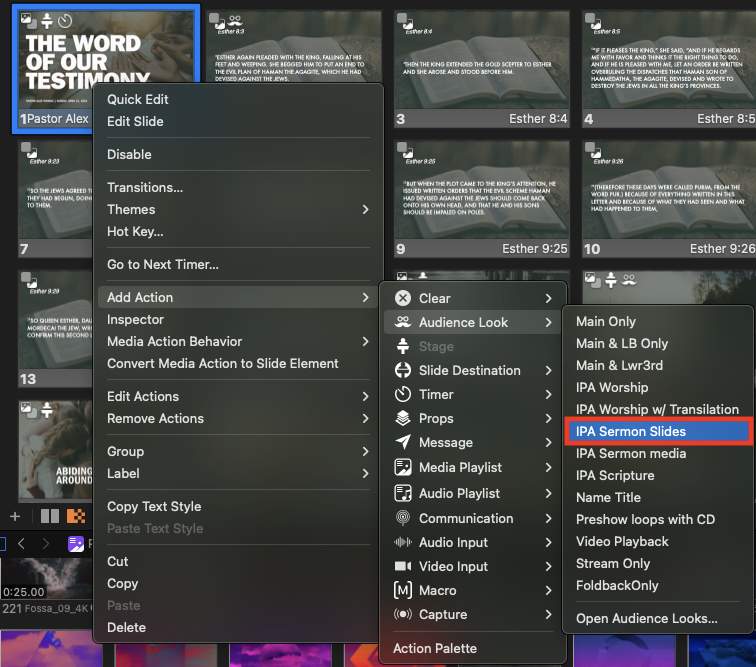 THE WORD
OF OUR
TESTIMONY
1 Pastor Alex
Esther 8:3
"ESTHER AGAIN PLEADED WITH THE KING, FALLING AT HIS
FEET AND WEEPING. SHE BEGGED HIM TO PUT AN END TO
THE EVIL PLAN OF HAMAN THE AGAGITE, WHICH HE HAD
DEVISED AGAINST THE JEWS.
Esther 8:4
"THEN THE KING EXTENDED THE GOLD SCEPTER TO ESTHER
AND SHE AROSE AND STOOD BEFORE HIM.
3 Esther 8:4
Esther 8:5
""IF IT PLEASES THE KING," SHE SAID, "AND IF HE REGARDS
ME WITH FAVOR AND THINKS IT THE RIGHT THING TO DO,
AND IF HE IS PLEASED WITH ME, LET AN ORDER BE WRITTEN
OVERRULING THE DISPATCHES THAT HAMAN SON OF
HAMMEDATHA, THE AGAGITE, DEVISED AND WROTE TO
DESTROY THE JEWS IN ALL THE KING'S PROVINCES.
4 Esther 8:5
Esther 9:23
"SO THE JEWS AGREED T
THEY HAD BEGUN, DOING
TO THEM.
7
Esther 9:25
"BUT WHEN THE PLOT CAME TO THE KING'S ATTENTION, HE
ISSUED WRITTEN ORDERS THAT THE EVIL SCHEME HAMAN
HAD DEVISED AGAINST THE JEWS SHOULD COME BACK
ONTO HIS OWN HEAD, AND THAT HE AND HIS SONS
SHOULD BE IMPALED ON POLES.
9 Esther 9:25
Esther 9:26
"(THEREFORE THESE DAYS WERE CALLED PURIM, FROM THE
WORD PUR.) BECAUSE OF EVERYTHING WRITTEN IN THIS
LETTER AND BECAUSE OF WHAT THEY HAD SEEN AND WHAT
HAD HAPPENED TO THEM,
10 Esther 9:26
Esther 9:29
"SO QUEEN ESTHER, DAU
MORDECAI THE JEW, WR
CONFIRM THIS SECOND L
13
ABIDING
AROUND
0:25.00
221 Fossa_09_4K
Quick Edit
Edit Slide
Disable
Transitions...
Themes
Hot Key...
Go to Next Timer...
Add Action
Inspector
Media Action Behavior
Convert Media Action to Slide Element
Edit Actions
Remove Actions
Group
Label
Copy Text Style
Paste Text Style
Cut
Copy
Paste
Delete
Clear
Audience Look
Stage
Slide Destination
Timer
Props
Message
Media Playlist
Audio Playlist
Communication
Audio Input
Video Input
Macro
Capture
Action Palette
Main Only
Main & LB Only
Main & Lwr3rd
IPA Worship
IPA Worship w/ Transilation
IPA Sermon Slides
IPA Sermon media
IPA Scripture
Name Title
Preshow loops with CD
Video Playback
Stream Only
FoldbackOnly
Open Audience Looks...